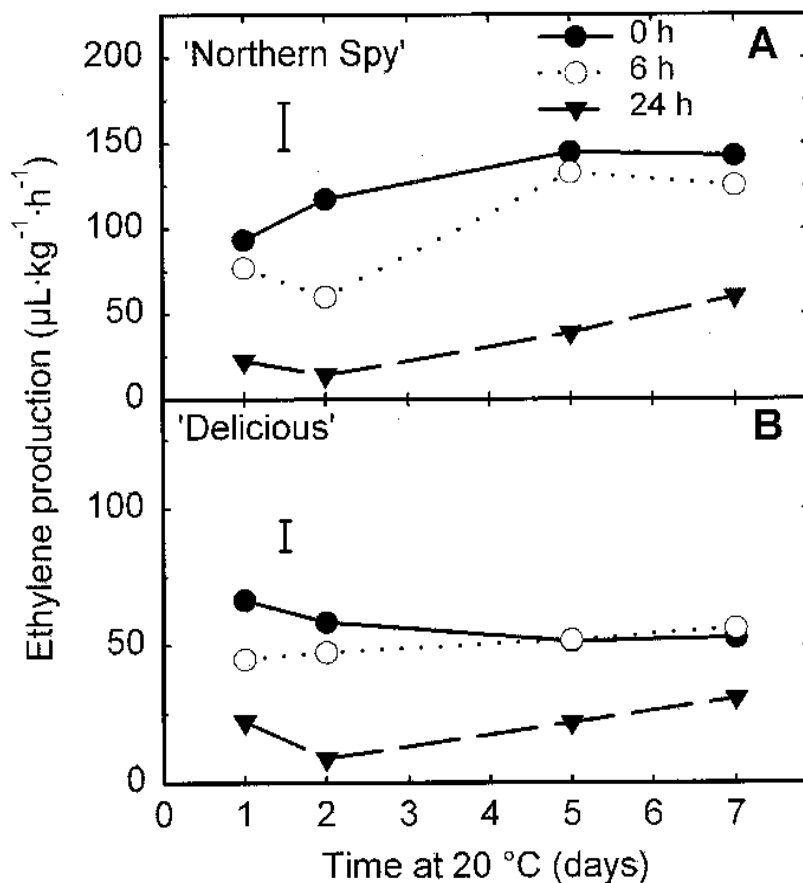 'Northern Spy'
0 h
6 h
24 h
A
200
150
100
50
0
'Delicious'
B
100
50
0
0 1 2 3 4 5 6 7
Ethylene production (µL·kg⁻¹·h⁻¹)
Time at 20 °C (days)